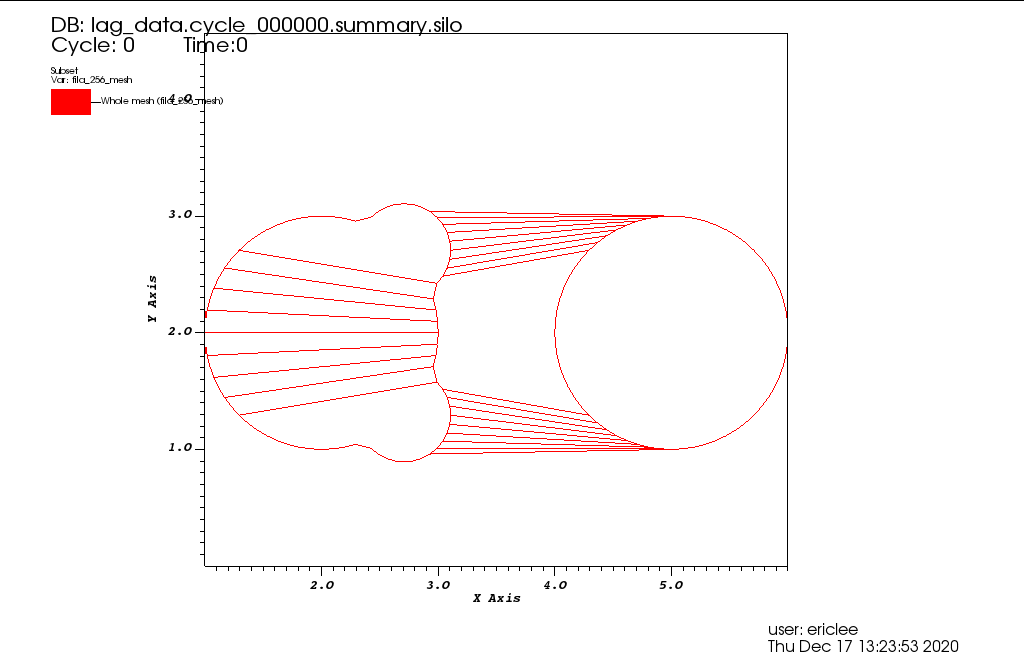 DB: lag_data.cycle_000000.summary.silo
Cycle: 0 Time:0
Subset
Var: fila_256_mesh
Whole mesh (fila_256_mesh)
4.0
3.0
2.0
1.0
Y Axis
2.0 3.0 4.0 5.0
X Axis
user: ericlee
Thu Dec 17 13:23:53 2020